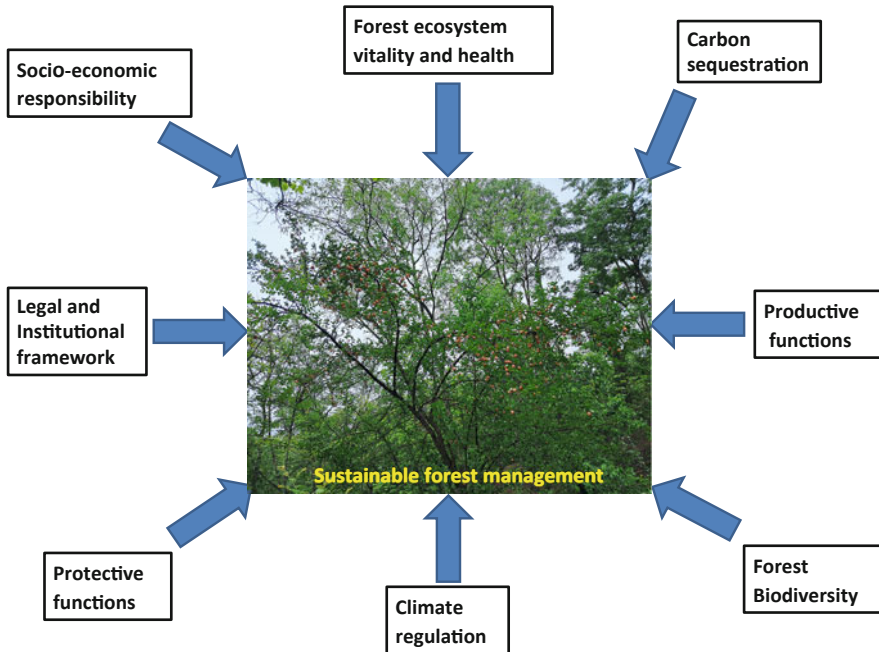 Forest ecosystem
vitality and health
Carbon
sequestration
Socio-economic
responsibility
Legal and
Institutional
framework
Productive
functions
Sustainable forest management
Protective
functions
Climate
regulation
Forest
Biodiversity